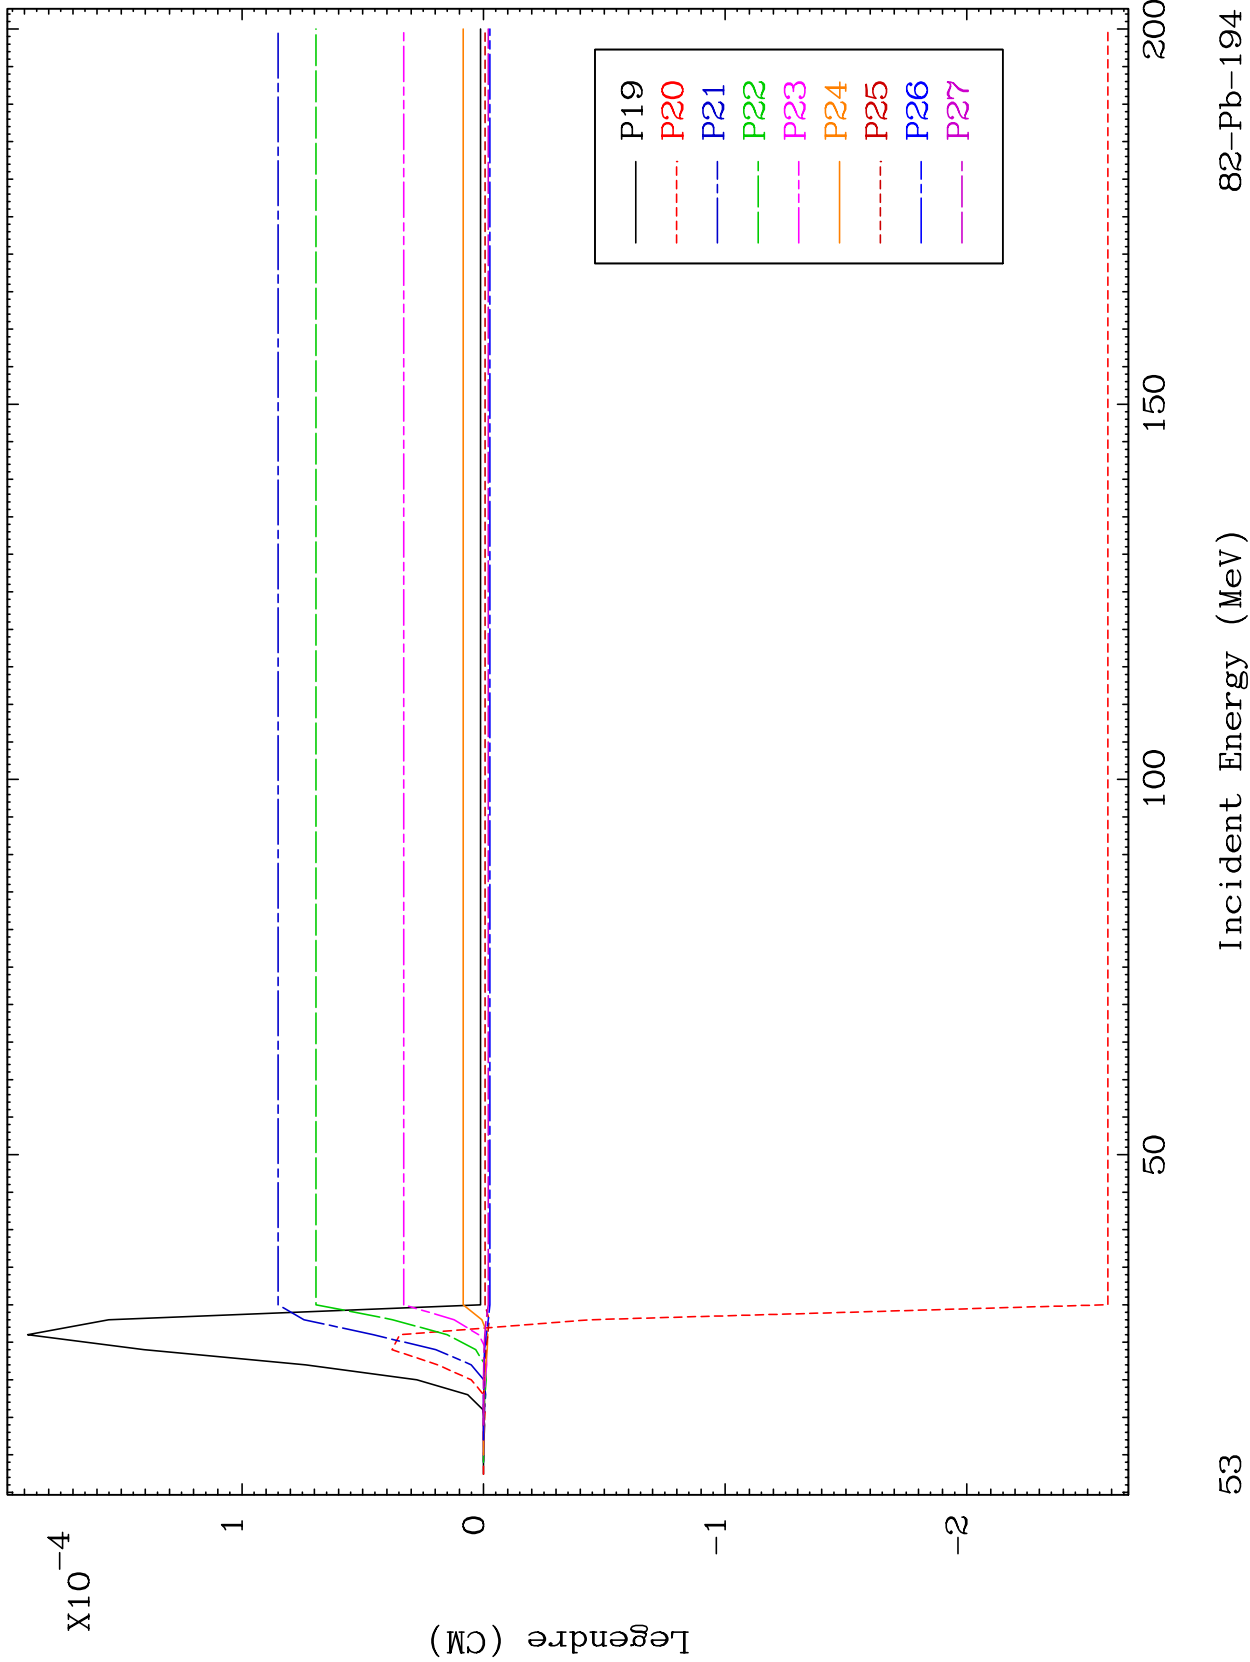 X10
-4
1
0
-1
-2
Legendre (CM)
P19
P20
P21
P22
P23
P24
P25
P26
P27
50
100
150
200
53
Incident Energy (MeV)
82-Pb-194